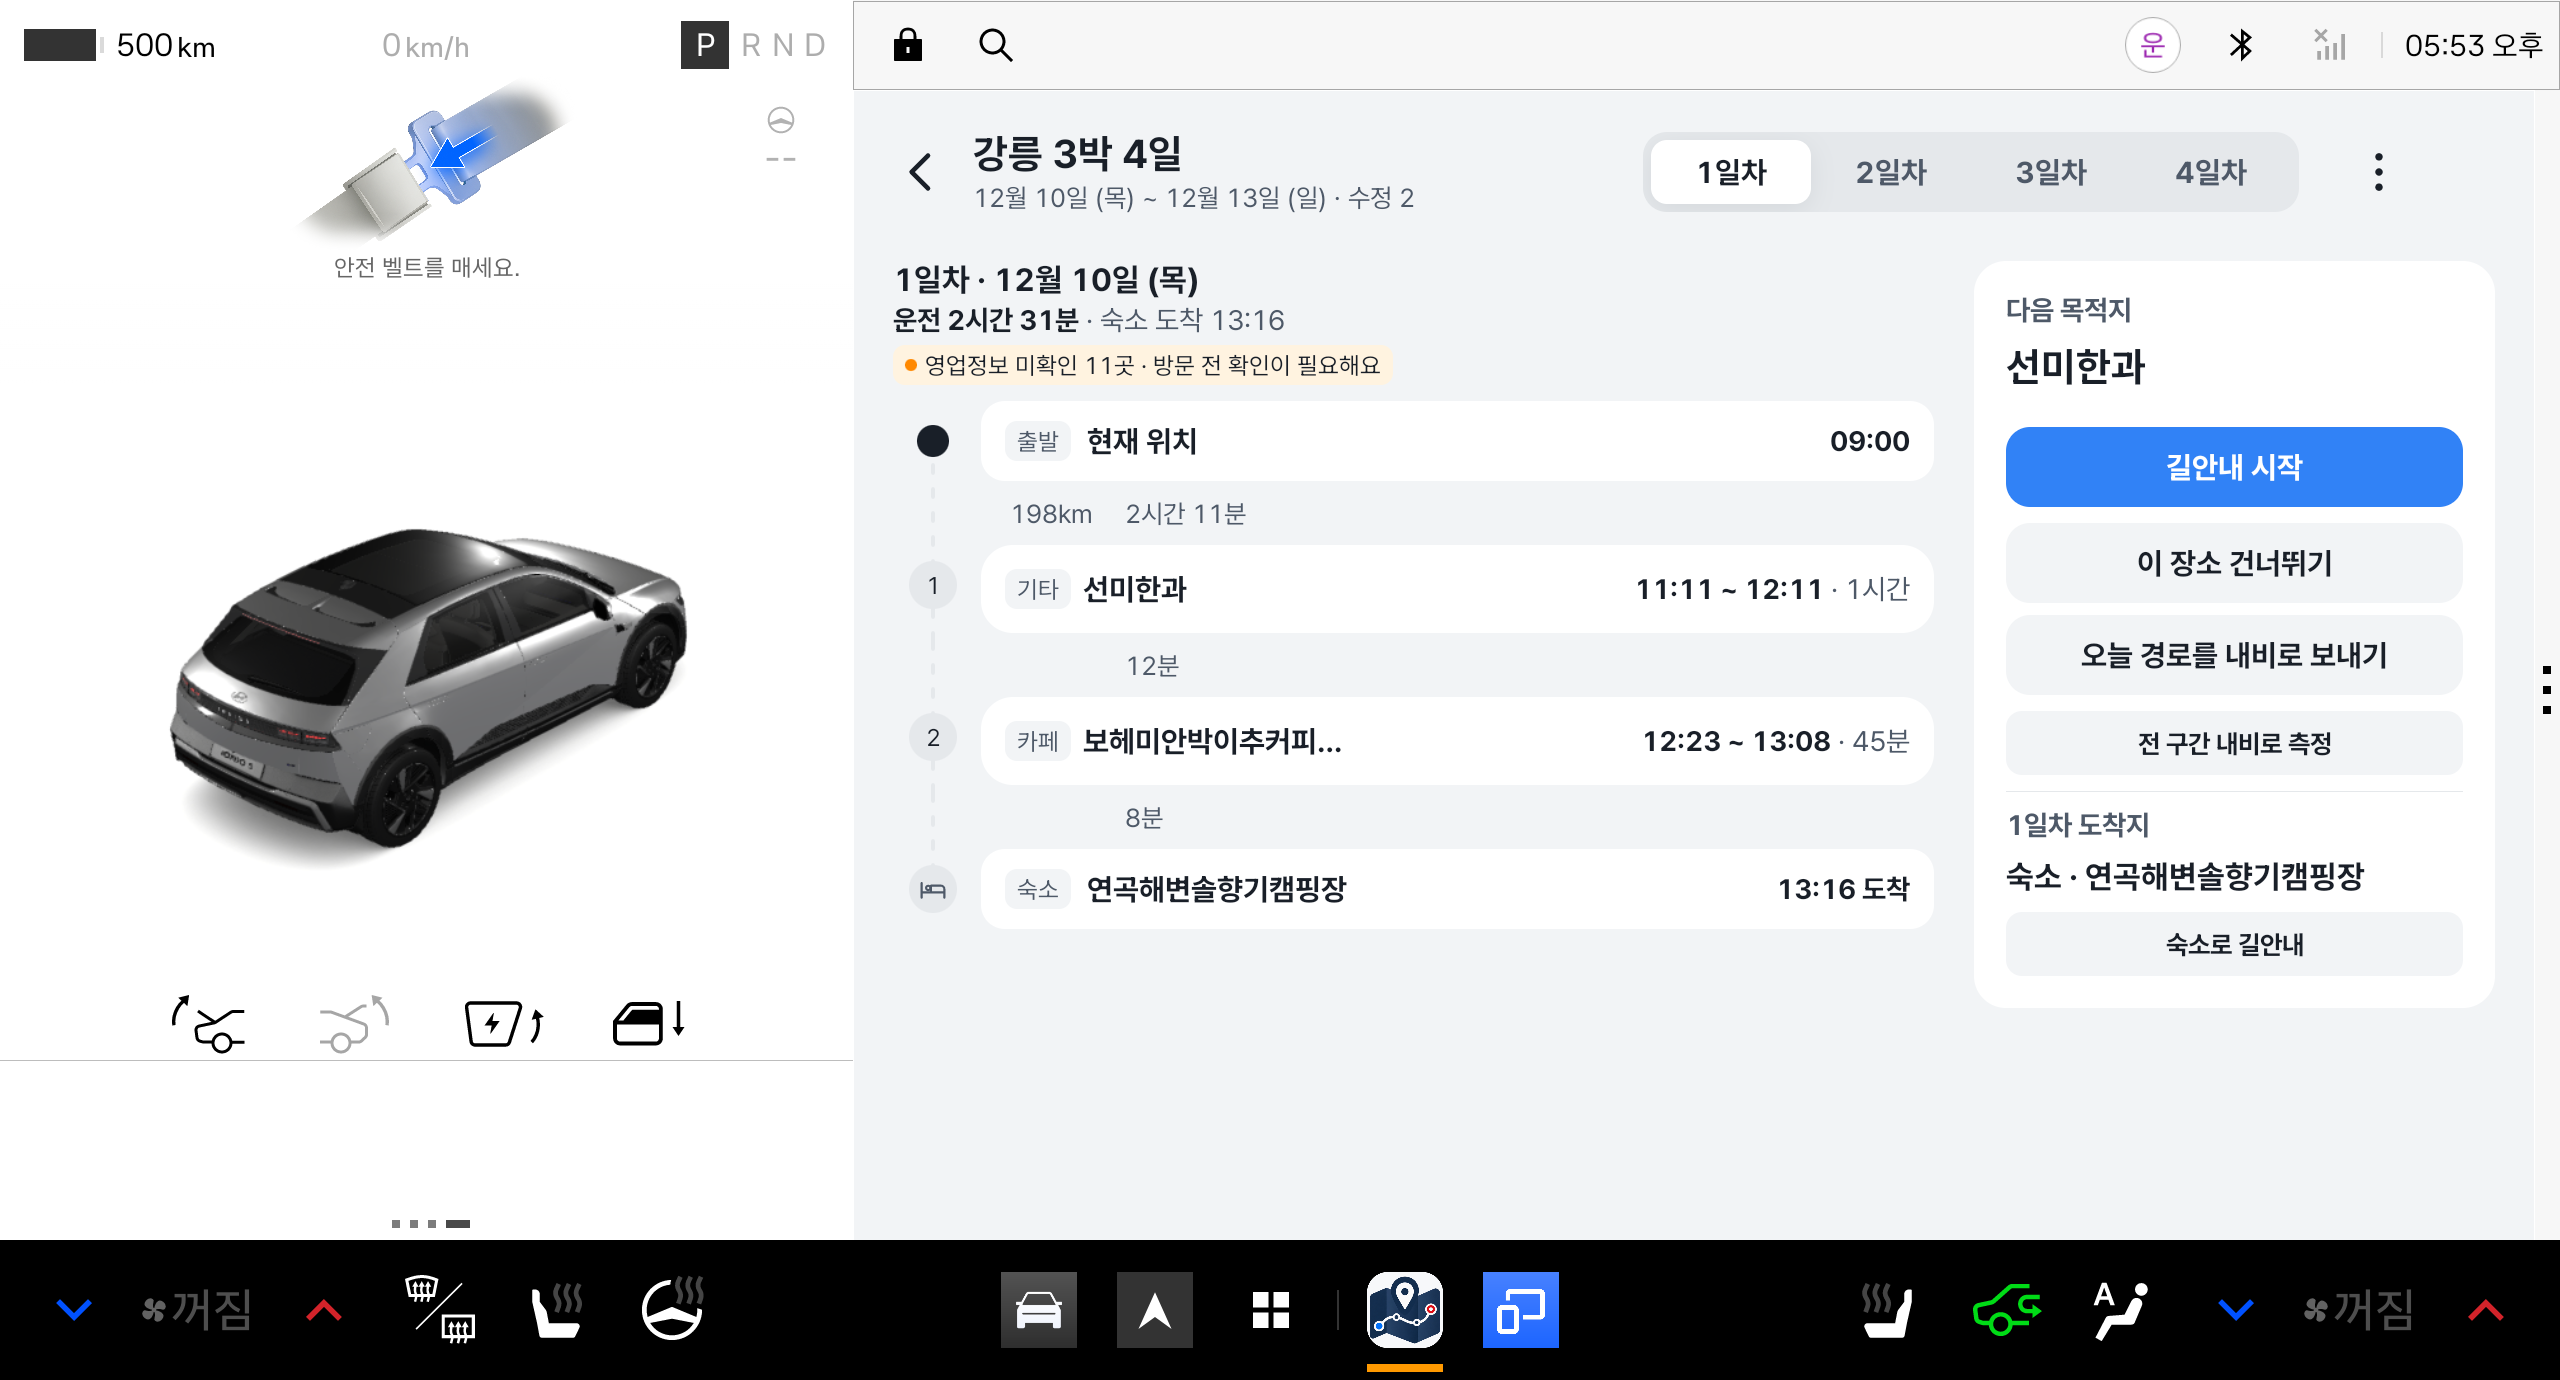 500 km
0 km/h
P R N D
안전 벨트를 매세요.
운
05:53 오후
강릉 3박 4일
12월 10일 (목) ~ 12월 13일 (일) · 수정 2
1일차
2일차
3일차
4일차
1일차 · 12월 10일 (목)
운전 2시간 31분 · 숙소 도착 13:16
영업정보 미확인 11곳 · 방문 전 확인이 필요해요
출발 현재 위치 09:00
198km 2시간 11분
1 기타 선미한과 11:11 ~ 12:11 · 1시간
12분
2 카페 보헤미안박이추커피... 12:23 ~ 13:08 · 45분
8분
숙소 연곡해변솔향기캠핑장 13:16 도착
다음 목적지
선미한과
길안내 시작
이 장소 건너뛰기
오늘 경로를 내비로 보내기
전 구간 내비로 측정
1일차 도착지
숙소 · 연곡해변솔향기캠핑장
숙소로 길안내
꺼짐
A
꺼짐